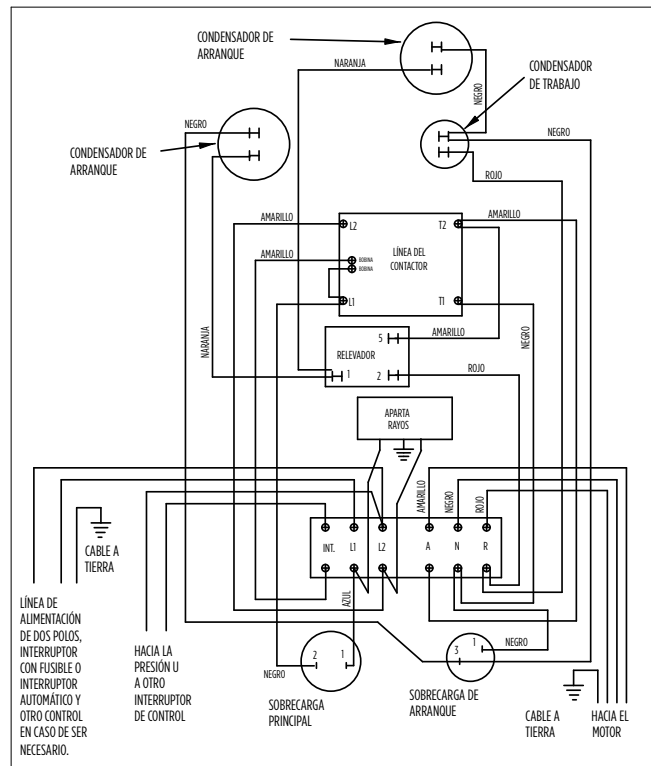 CONDENSADOR DE
ARRANQUE
NARANJA
NEGRO
CONDENSADOR
DE TRABAJO
NEGRO
CONDENSADOR DE
ARRANQUE
NEGRO
ROJO
AMARILLO
L2
T2
AMARILLO
AMARILLO
BOBINA
BOBINA
LÍNEA DEL
CONTACTOR
L1
T1
NARANJA
5
AMARILLO
NEGRO
RELEVADOR
1
2
ROJO
APARTA
RAYOS
AMARILLO
NEGRO
ROJO
INT.
L1
L2
A
N
R
CABLE A
TIERRA
AZUL
LÍNEA DE
ALIMENTACIÓN
DE DOS POLOS,
INTERRUPTOR
CON FUSIBLE O
INTERRUPTOR
AUTOMÁTICO Y
OTRO CONTROL
EN CASO DE SER
NECESARIO.
HACIA LA
PRESIÓN U
A OTRO
INTERRUPTOR
DE CONTROL
NEGRO
2
1
SOBRECARGA
PRINCIPAL
3
1
NEGRO
SOBRECARGA DE
ARRANQUE
CABLE A
TIERRA
HACIA EL
MOTOR